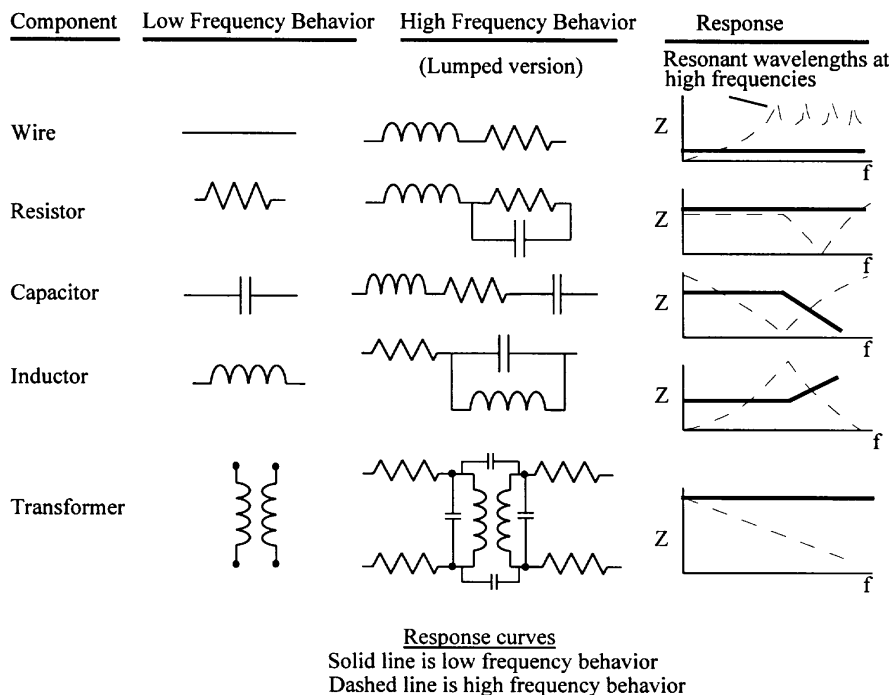 Component Low Frequency Behavior High Frequency Behavior Response
(Lumped version)
Resonant wavelengths at
high frequencies
Wire
Z
f
Resistor
Z
f
Capacitor
Z
f
Inductor
Z
f
Transformer
Z
f
Response curves
Solid line is low frequency behavior
Dashed line is high frequency behavior